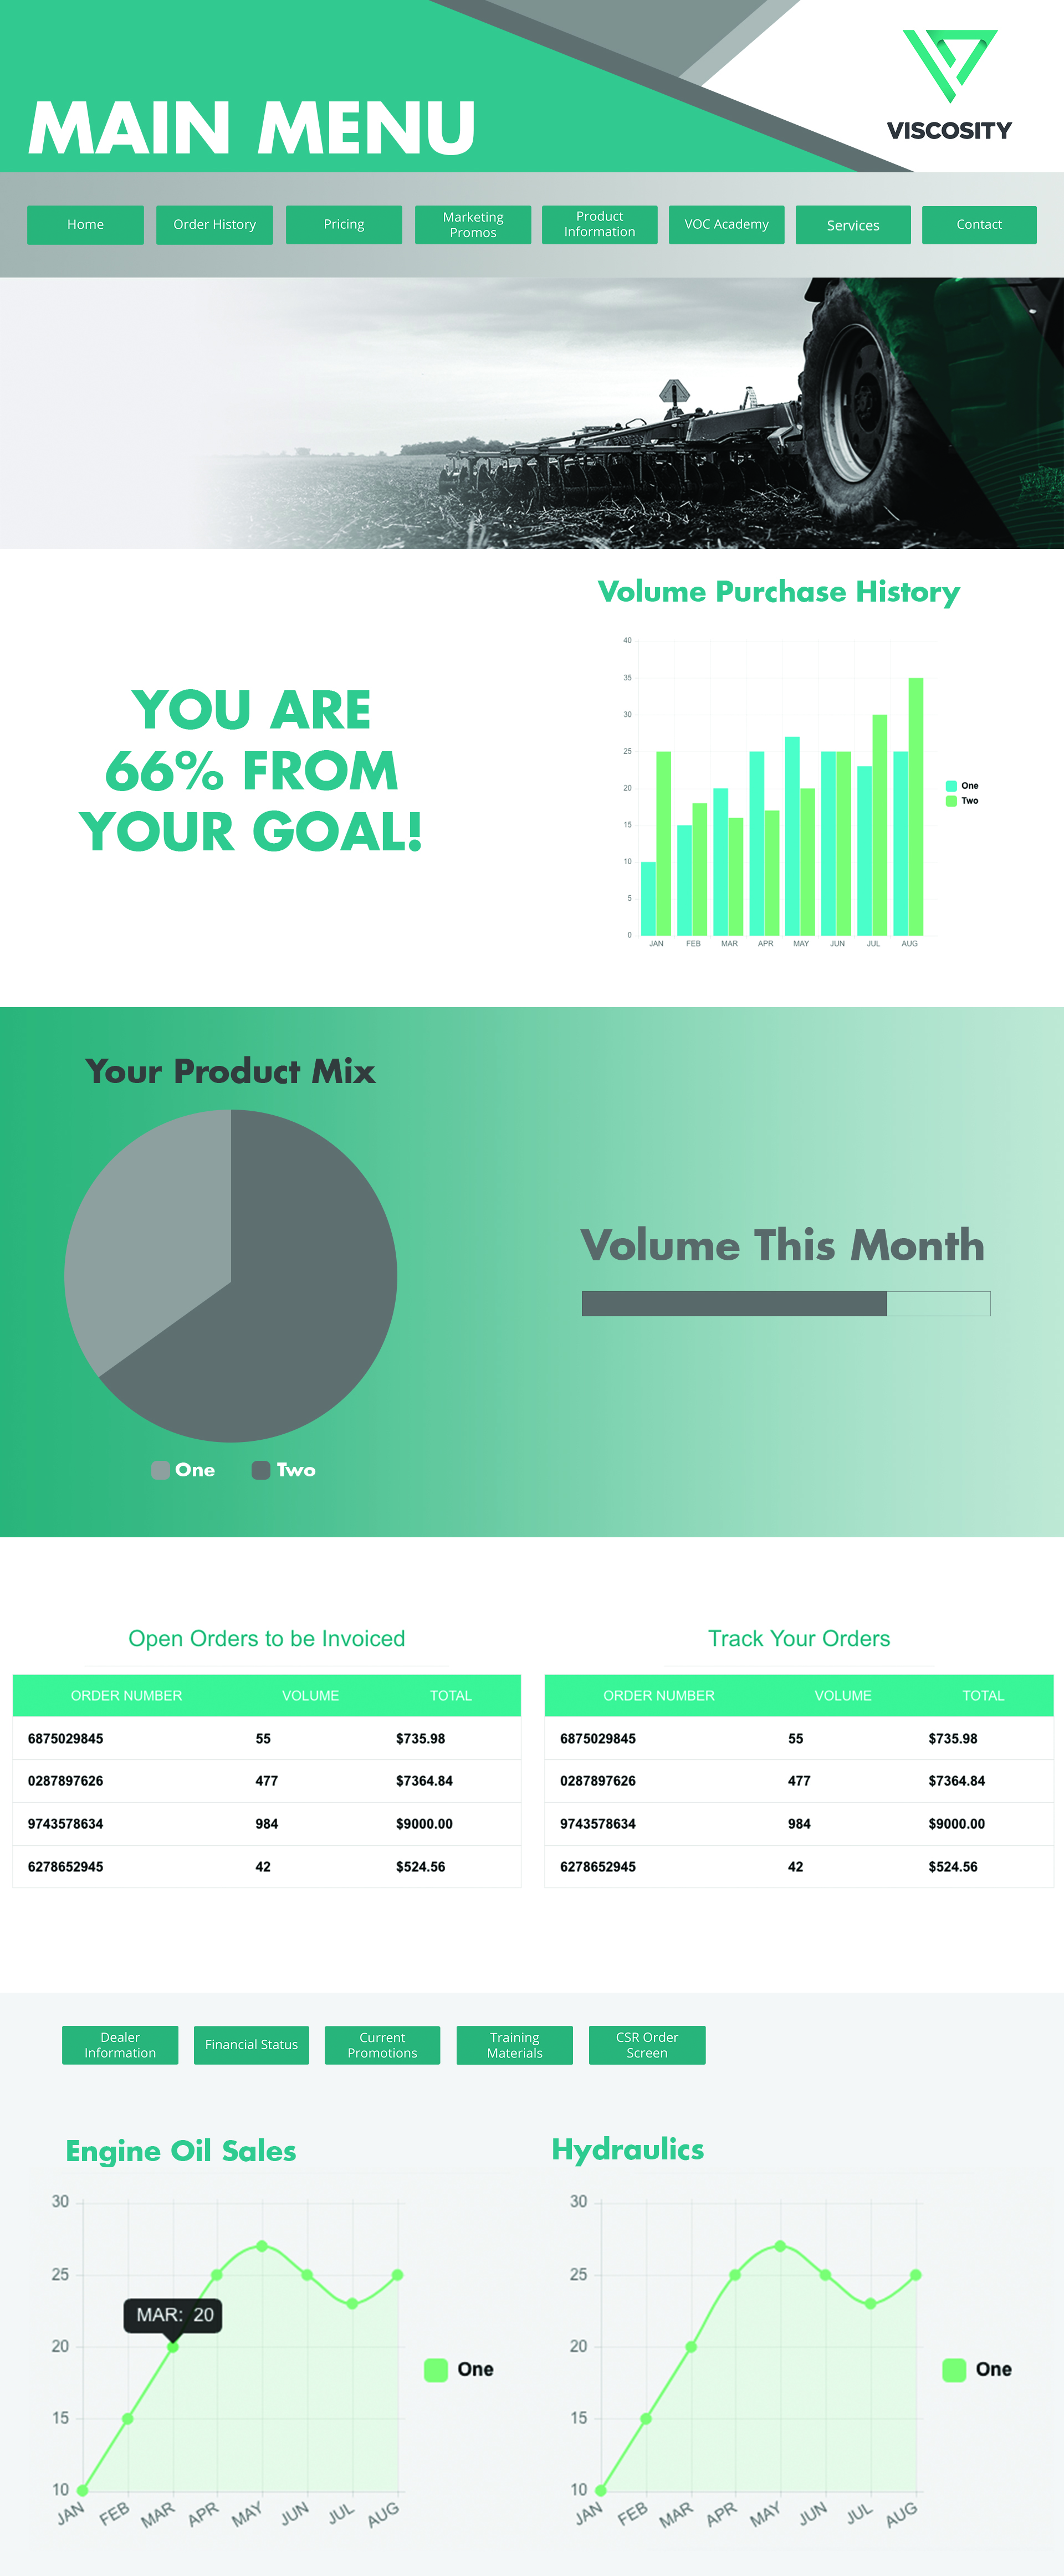 MAIN MENU
VISCOSITY
Home
Order History
Pricing
Marketing
Promos
Product
Information
VOC Academy
Services
Contact
YOU ARE
66% FROM
YOUR GOAL!
Volume Purchase History
40
35
30
25
20
15
10
5
0
JAN FEB MAR APR MAY JUN JUL AUG
One
Two
Your Product Mix
One Two
Volume This Month
Open Orders to be Invoiced
ORDER NUMBER VOLUME TOTAL
6875029845 55 $735.98
0287897626 477 $7364.84
9743578634 984 $9000.00
6278652945 42 $524.56
Track Your Orders
ORDER NUMBER VOLUME TOTAL
6875029845 55 $735.98
0287897626 477 $7364.84
9743578634 984 $9000.00
6278652945 42 $524.56
Dealer
Information
Financial Status
Current
Promotions
Training
Materials
CSR Order
Screen
Engine Oil Sales
30
25
MAR: 20
20
15
10
JAN FEB MAR APR MAY JUN JUL AUG
One
Hydraulics
30
25
20
15
10
JAN FEB MAR APR MAY JUN JUL AUG
One